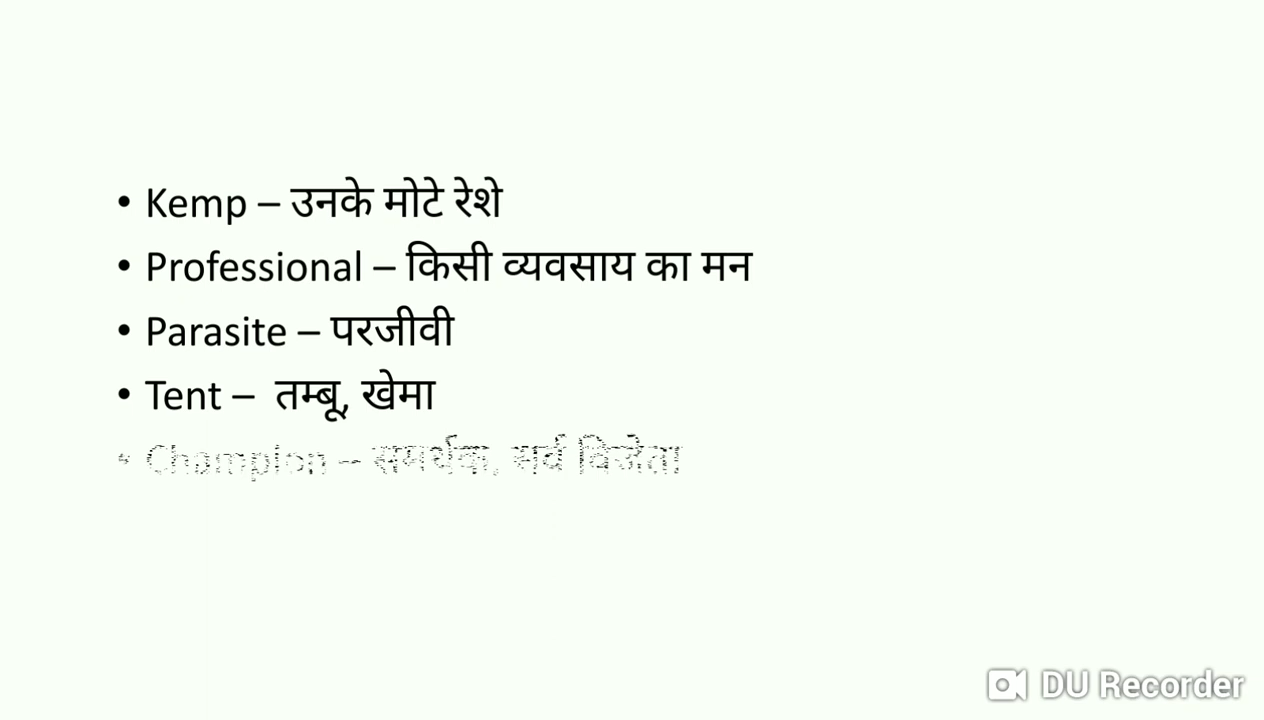 • Kemp – उनके मोटे रेशे
• Professional – किसी व्यवसाय का मन
• Parasite – परजीवी
• Tent – तम्बू, खेमा
• Champion – समर्थक, सर्व विजेता
DU Recorder